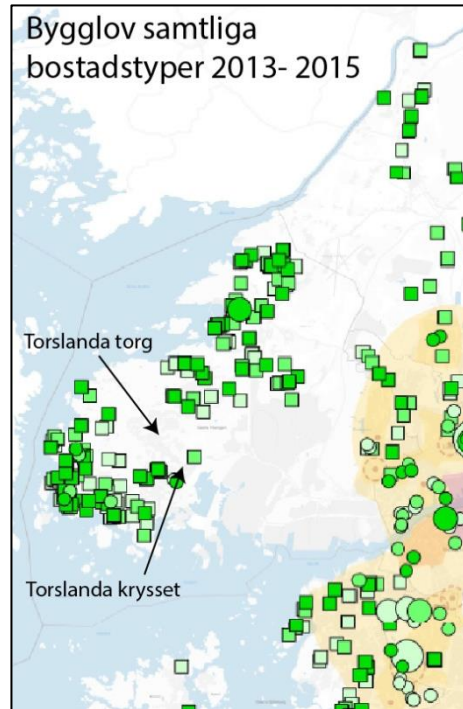 Bygglov samtliga
bostadstyper 2013- 2015
Torslanda torg
Torslanda krysset